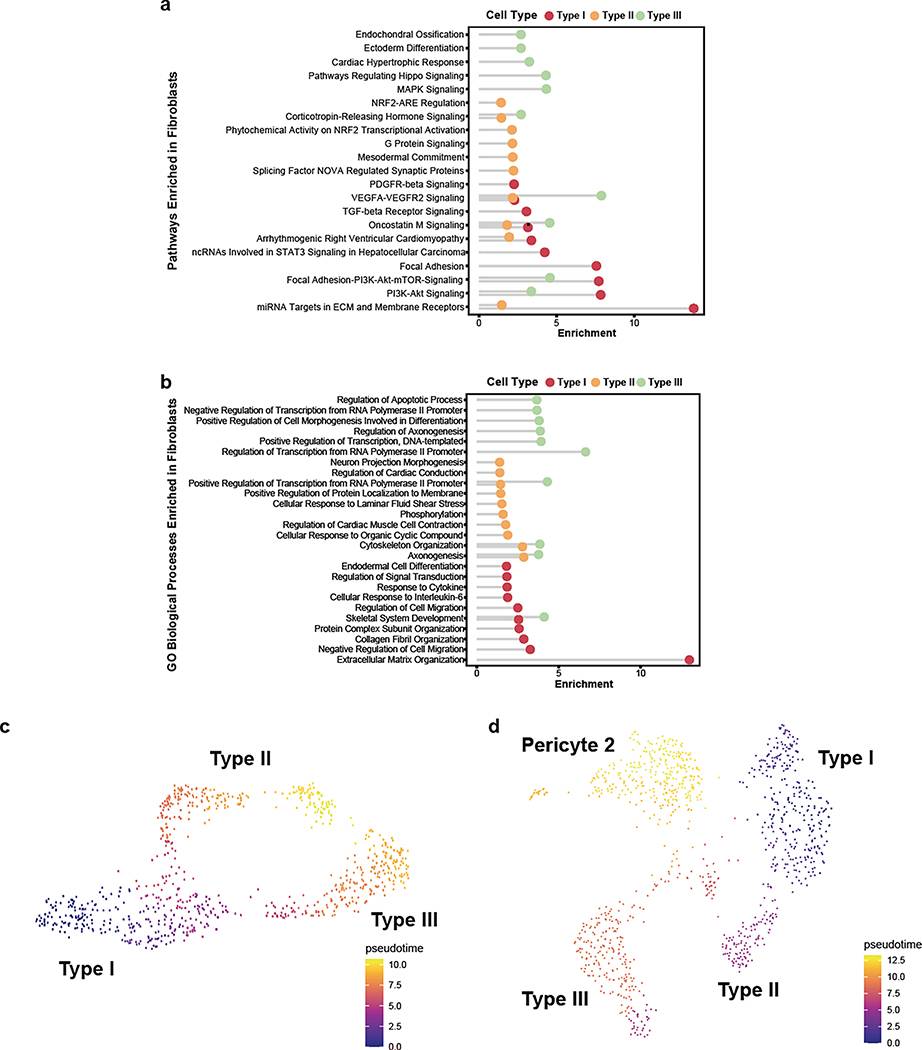 a
Cell Type Type I Type II Type III
Pathways Enriched in Fibroblasts
Endochondral Ossification
Ectoderm Differentiation
Cardiac Hypertrophic Response
Pathways Regulating Hippo Signaling
MAPK Signaling
NRF2-ARE Regulation
Corticotropin-Releasing Hormone Signaling
Phytochemical Activity on NRF2 Transcriptional Activation
G Protein Signaling
Mesodermal Commitment
Splicing Factor NOVA Regulated Synaptic Proteins
PDGFR-beta Signaling
VEGFA-VEGFR2 Signaling
TGF-beta Receptor Signaling
Oncostatin M Signaling
Arrhythmogenic Right Ventricular Cardiomyopathy
ncRNAs Involved in STAT3 Signaling in Hepatocellular Carcinoma
Focal Adhesion
Focal Adhesion-PI3K-Akt-mTOR-Signaling
PI3K-Akt Signaling
miRNA Targets in ECM and Membrane Receptors
0 5 10
Enrichment
b
Cell Type Type I Type II Type III
GO Biological Processes Enriched in Fibroblasts
Regulation of Apoptotic Process
Negative Regulation of Transcription from RNA Polymerase II Promoter
Positive Regulation of Cell Morphogenesis Involved in Differentiation
Regulation of Axonogenesis
Positive Regulation of Transcription, DNA-templated
Regulation of Transcription from RNA Polymerase II Promoter
Neuron Projection Morphogenesis
Regulation of Cardiac Conduction
Positive Regulation of Transcription from RNA Polymerase II Promoter
Positive Regulation of Protein Localization to Membrane
Cellular Response to Laminar Fluid Shear Stress
Phosphorylation
Regulation of Cardiac Muscle Cell Contraction
Cellular Response to Organic Cyclic Compound
Cytoskeleton Organization
Axonogenesis
Endodermal Cell Differentiation
Regulation of Signal Transduction
Response to Cytokine
Cellular Response to Interleukin-6
Regulation of Cell Migration
Skeletal System Development
Protein Complex Subunit Organization
Collagen Fibril Organization
Negative Regulation of Cell Migration
Extracellular Matrix Organization
0 5 10
Enrichment
c
Type II
Type III
Type I
pseudotime
10.0
7.5
5.0
2.5
0.0
d
Pericyte 2
Type I
Type II
Type III
pseudotime
12.5
10.0
7.5
5.0
2.5
0.0